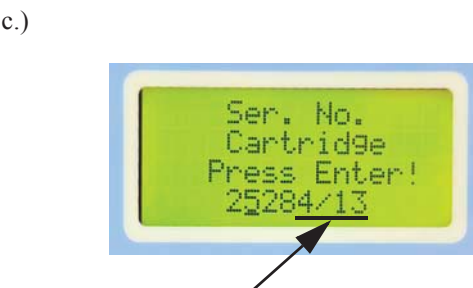 c.)
Ser. No.
Cartridge
Press Enter!
25284/13